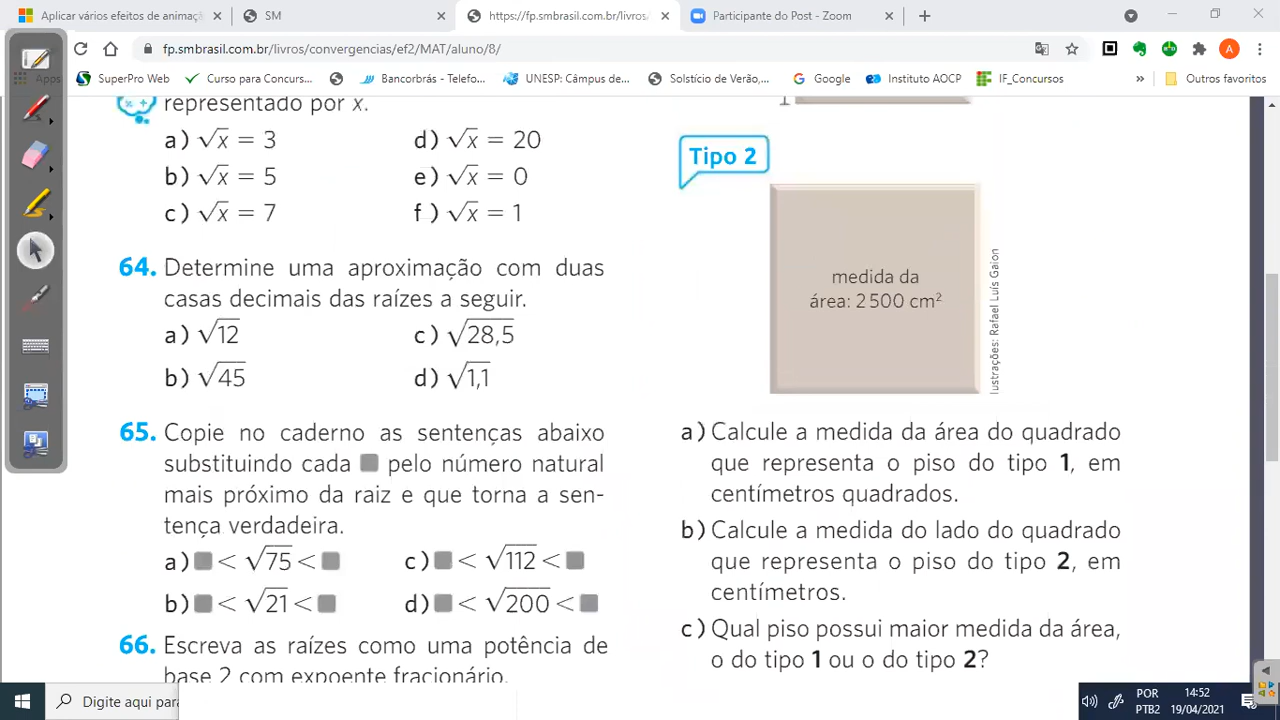 Aplicar vários efeitos de animaçã
SM
https://fp.smbrasil.com.br/livros/
Participante do Post - Zoom
fp.smbrasil.com.br/livros/convergencias/ef2/MAT/aluno/8/
A
Apps
SuperPro Web
Curso para Concurs...
Bancorbrás - Telefo...
UNESP: Câmpus de...
Solstício de Verão,...
Google
Instituto AOCP
IF_Concursos
»
Outros favoritos
representado por x.
a) √x = 3
d) √x = 20
b) √x = 5
e) √x = 0
c) √x = 7
f) √x = 1
64. Determine uma aproximação com duas
casas decimais das raízes a seguir.
a) √12
c) √28,5
b) √45
d) √1,1
65. Copie no caderno as sentenças abaixo
substituindo cada ■ pelo número natural
mais próximo da raiz e que torna a sen-
tença verdadeira.
a) ■ < √75 < ■
c) ■ < √112 < ■
b) ■ < √21 < ■
d) ■ < √200 < ■
66. Escreva as raízes como uma potência de
base 2 com expoente fracionário.
Tipo 2
medida da
área: 2 500 cm²
Ilustrações: Rafael Luís Gaion
a) Calcule a medida da área do quadrado
que representa o piso do tipo 1, em
centímetros quadrados.
b) Calcule a medida do lado do quadrado
que representa o piso do tipo 2, em
centímetros.
c) Qual piso possui maior medida da área,
o do tipo 1 ou o do tipo 2?
Digite aqui para
POR
PTB2
14:52
19/04/2021